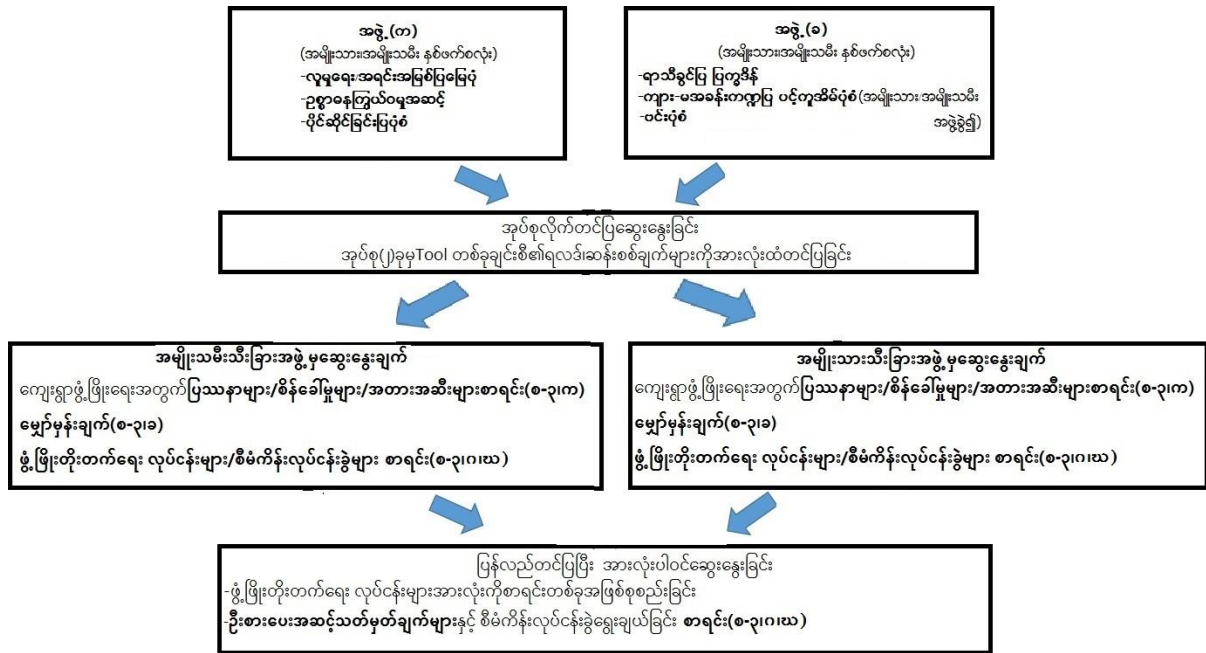 အဖွဲ့(က)
(အမျိုးသား၊အမျိုးသမီး နှစ်ဖက်စလုံး)
-လူမှုရေး/အရင်းအမြစ်ပြမြေပုံ
-ဥစ္စာဓနကြွယ်ဝမှုအဆင့်
-ပိုင်ဆိုင်ခြင်းပြပုံစံ
အဖွဲ့(ခ)
(အမျိုးသား၊အမျိုးသမီး နှစ်ဖက်စလုံး)
-ရာသီခွင်ပြ ပြက္ခဒိန်
-ကျား-မအခန်းကဏ္ဍပြ ပင့်ကူအိမ်ပုံစံ(အမျိုးသား/အမျိုးသမီး
-ဗင်းပုံစံ အဖွဲ့ခွဲ၍)
အုပ်စုလိုက်တင်ပြဆွေးနွေးခြင်း
အုပ်စု(၂)ခုမှTool တစ်ခုချင်းစီ၏ရလဒ်၊ဆန်းစစ်ချက်များကိုအားလုံးထံတင်ပြခြင်း
အမျိုးသမီးသီးခြားအဖွဲ့မှဆွေးနွေးချက်
ကျေးရွာဖွံ့ဖြိုးရေးအတွက်ပြဿနာများ/စိန်ခေါ်မှုများ/အတားအဆီးများစာရင်း(စ-၃၊က)
မျှော်မှန်းချက်(စ-၃၊ခ)
ဖွံ့ဖြိုးတိုးတက်ရေး လုပ်ငန်းများ/စီမံကိန်းလုပ်ငန်းခွဲများ စာရင်း(စ-၃၊ဂ၊ဃ)
အမျိုးသားသီးခြားအဖွဲ့မှဆွေးနွေးချက်
ကျေးရွာဖွံ့ဖြိုးရေးအတွက်ပြဿနာများ/စိန်ခေါ်မှုများ/အတားအဆီးများစာရင်း(စ-၃၊က)
မျှော်မှန်းချက်(စ-၃၊ခ)
ဖွံ့ဖြိုးတိုးတက်ရေး လုပ်ငန်းများ/စီမံကိန်းလုပ်ငန်းခွဲများ စာရင်း(စ-၃၊ဂ၊ဃ)
ပြန်လည်တင်ပြပြီး အားလုံးပါဝင်ဆွေးနွေးခြင်း
-ဖွံ့ဖြိုးတိုးတက်ရေး လုပ်ငန်းများအားလုံးကိုစာရင်းတစ်ခုအဖြစ်စုစည်းခြင်း
-ဦးစားပေးအဆင့်သတ်မှတ်ချက်များနှင့် စီမံကိန်းလုပ်ငန်းခွဲရွေးချယ်ခြင်း စာရင်း(စ-၃၊ဂ၊ဃ)